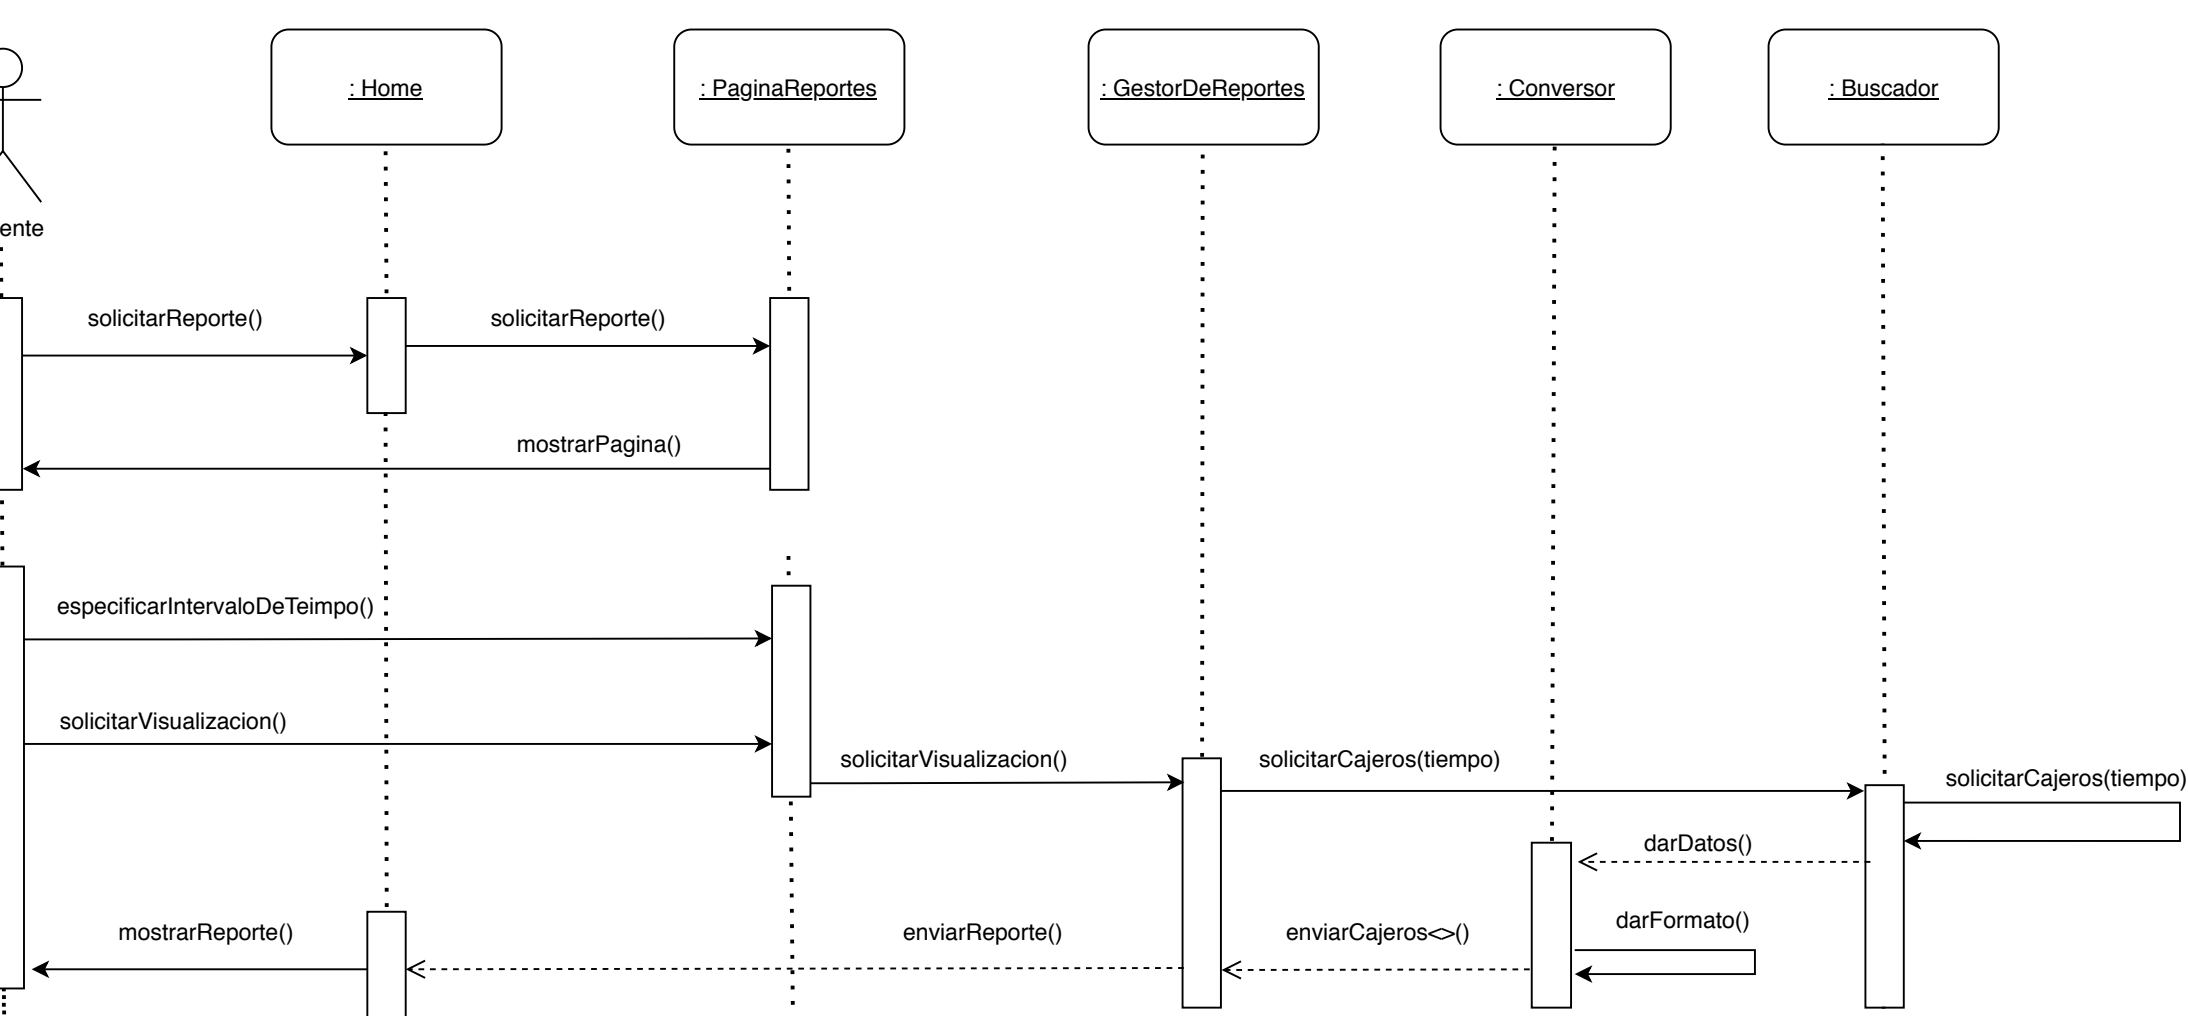 : Home
: PaginaReportes
: GestorDeReportes
: Conversor
: Buscador
ente
solicitarReporte()
solicitarReporte()
mostrarPagina()
especificarIntervaloDeTeimpo()
solicitarVisualizacion()
solicitarVisualizacion()
solicitarCajeros(tiempo)
solicitarCajeros(tiempo)
darDatos()
darFormato()
mostrarReporte()
enviarReporte()
enviarCajeros<>()